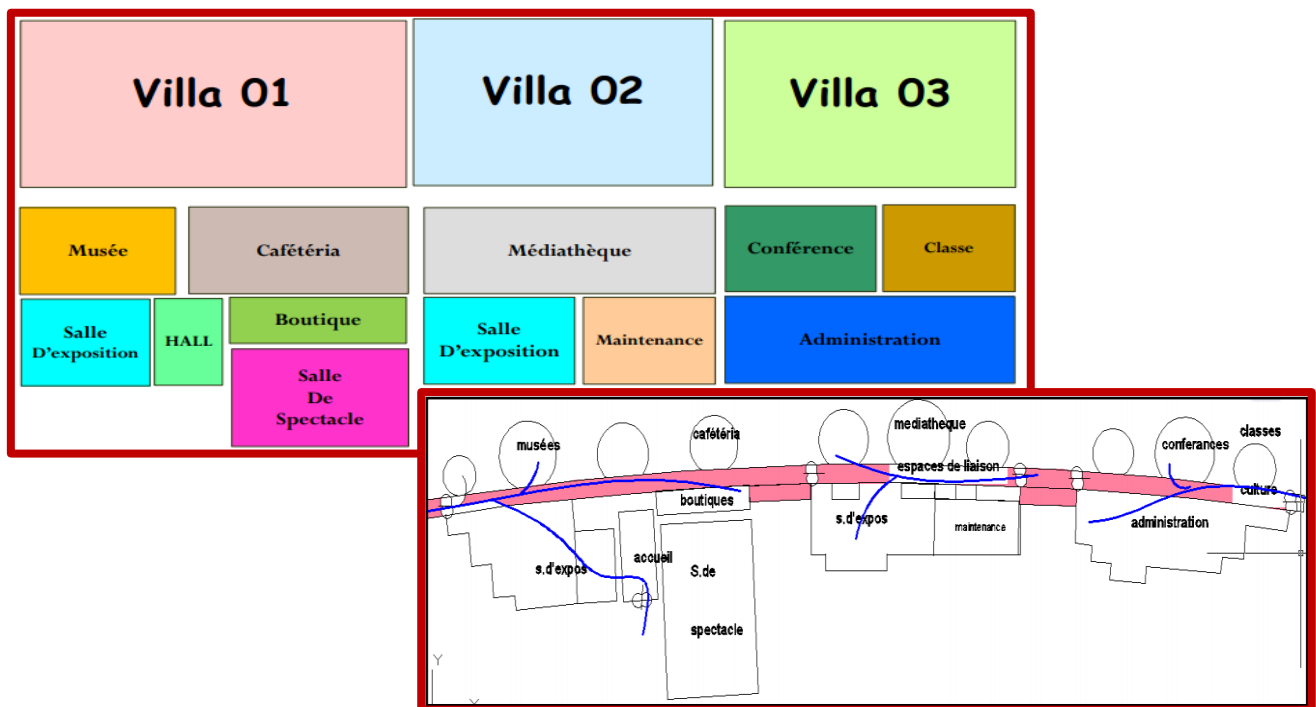 Villa 01
Villa 02
Villa 03
Musée
Cafétéria
Médiathèque
Conférence
Classe
Salle
D'exposition
HALL
Boutique
Salle
De
Spectacle
Salle
D'exposition
Maintenance
Administration
musées
cafétéria
mediatheque
conferances
classes
espaces de liaison
culture
boutiques
s.d'expos
maintenance
administration
s.d'expos
accueil
S.de
spectacle
Y